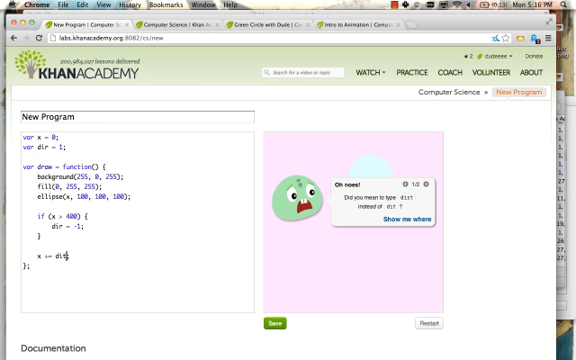 Chrome File Edit View History Bookmarks Window Help
Mon 5:16 PM
New Program | Computer Sc
Computer Science | Khan Ac
Green Circle with Dude | Co
Intro to Animation | Comput
labs.khanacademy.org:8082/cs/new
200,984,027 lessons delivered
2 dudeeee Donate
KHANACADEMY
Search for a video or topic!
WATCH PRACTICE COACH VOLUNTEER ABOUT
Computer Science » New Program
New Program
var x = 0;
var dir = 1;
var draw = function() {
background(255, 0, 255);
fill(0, 255, 255);
ellipse(x, 100, 100, 100);
if (x > 400) {
dir = -1;
}
x += dit
};
Oh noes!
1/2
Did you mean to type dist
instead of dit ?
Show me where
Save
Restart
Documentation